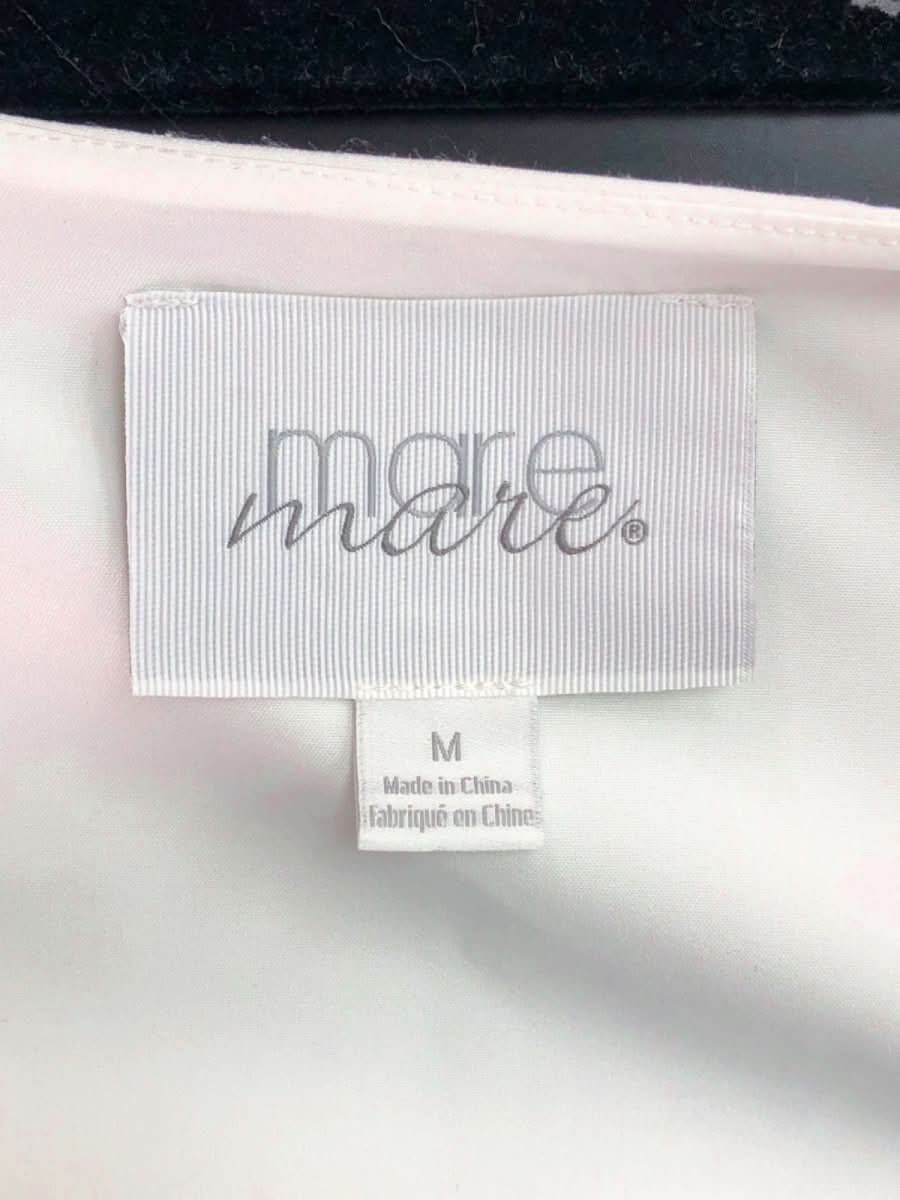 mare
mare®
M
Made in China
Fabriqué en Chine